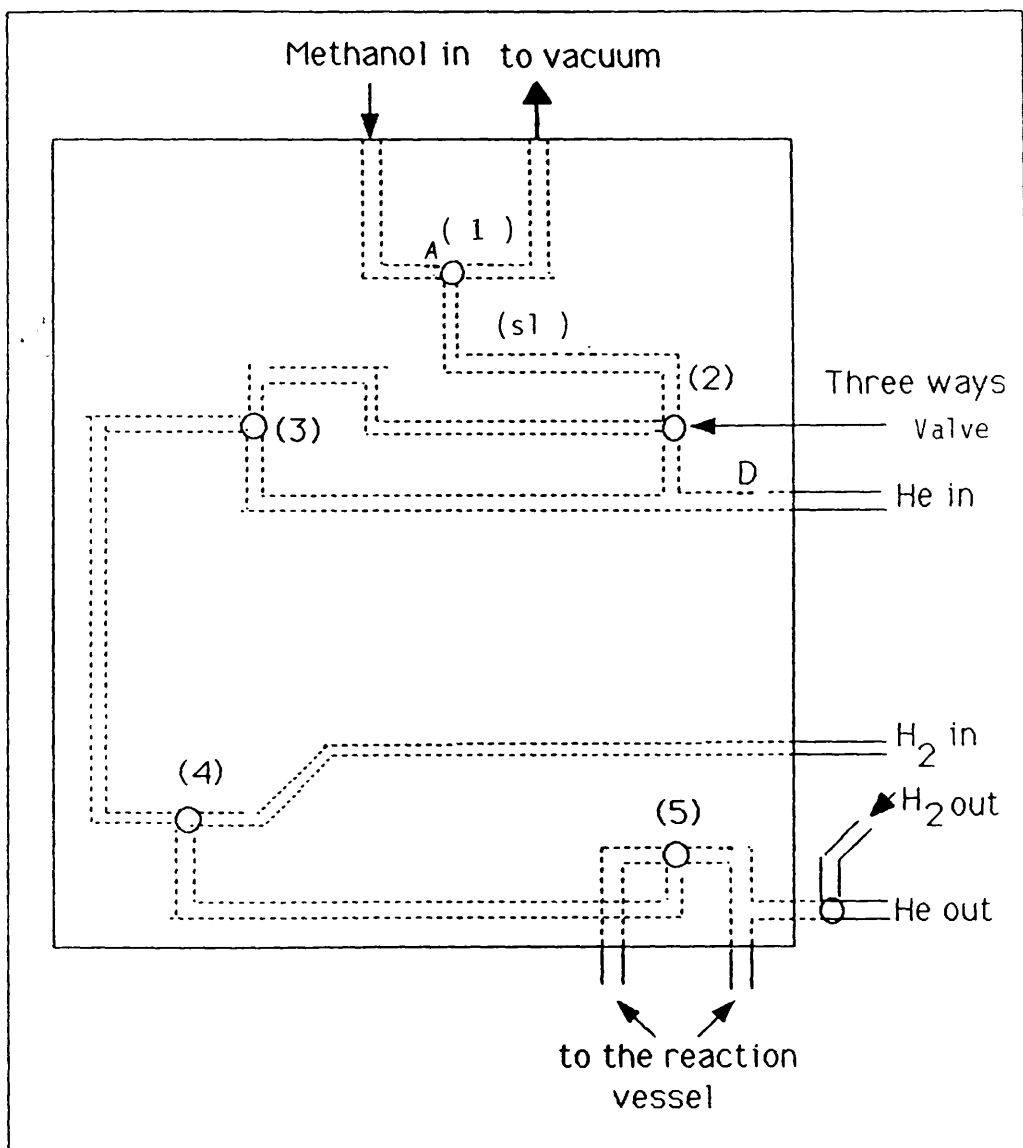 Methanol in to vacuum
( 1 )
A
(sl )
(2)
Three ways
Valve
(3)
D
He in
H2 in
(4)
H2 out
(5)
He out
to the reaction
vessel